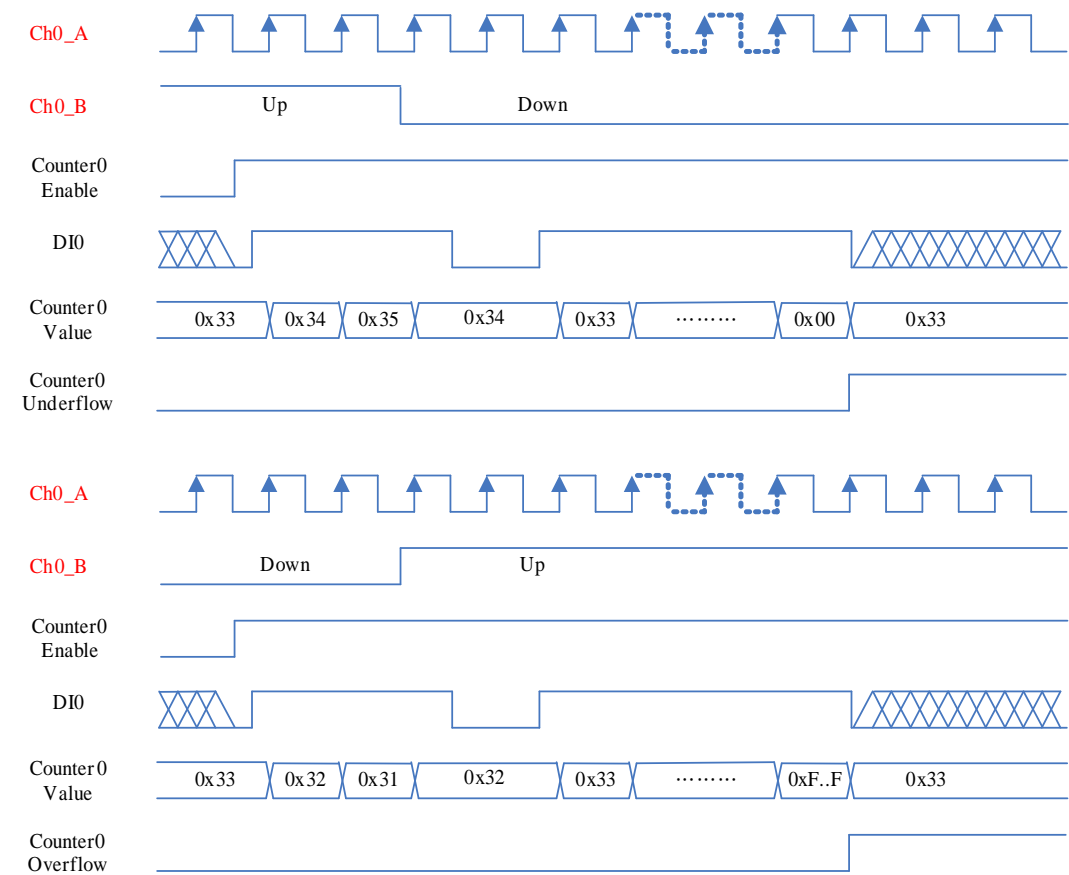 Ch0_A
Ch0_B
Up
Down
Counter0
Enable
DI0
Counter0
Value
0x33
0x34
0x35
0x34
0x33
………
0x00
0x33
Counter0
Underflow
Ch0_A
Ch0_B
Down
Up
Counter0
Enable
DI0
Counter0
Value
0x33
0x32
0x31
0x32
0x33
………
0xF..F
0x33
Counter0
Overflow